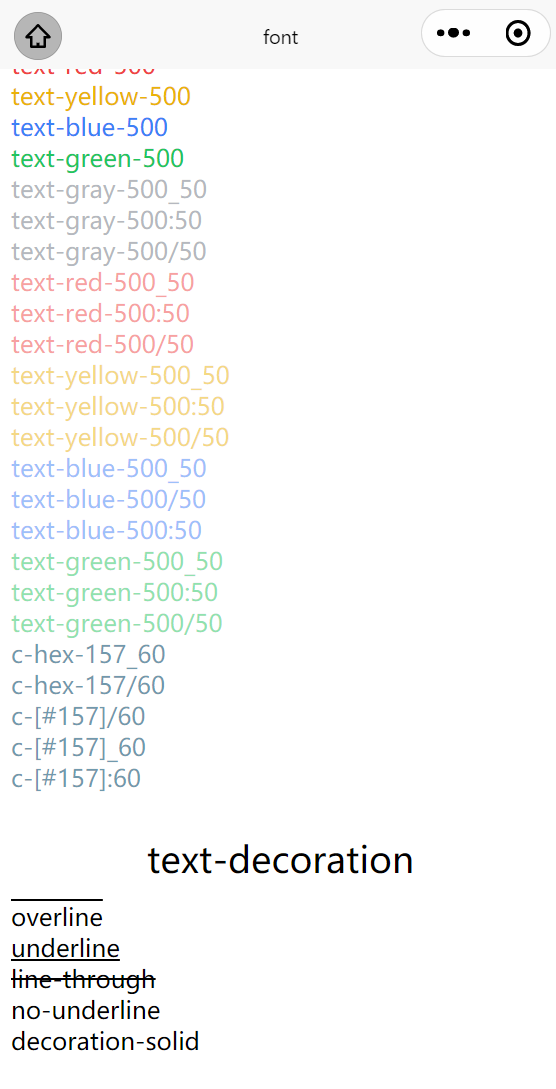 font
text-red-500
text-yellow-500
text-blue-500
text-green-500
text-gray-500_50
text-gray-500:50
text-gray-500/50
text-red-500_50
text-red-500:50
text-red-500/50
text-yellow-500_50
text-yellow-500:50
text-yellow-500/50
text-blue-500_50
text-blue-500/50
text-blue-500:50
text-green-500_50
text-green-500:50
text-green-500/50
c-hex-157_60
c-hex-157/60
c-[#157]/60
c-[#157]_60
c-[#157]:60
text-decoration
overline
underline
line-through
no-underline
decoration-solid